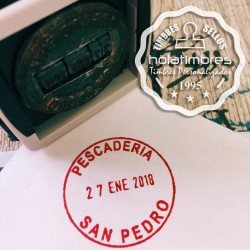 TIMBRES SELLOS
holatimbres
Timbres Personalizados
1995
PESCADERIA
27 ENE 2018
SAN PEDRO